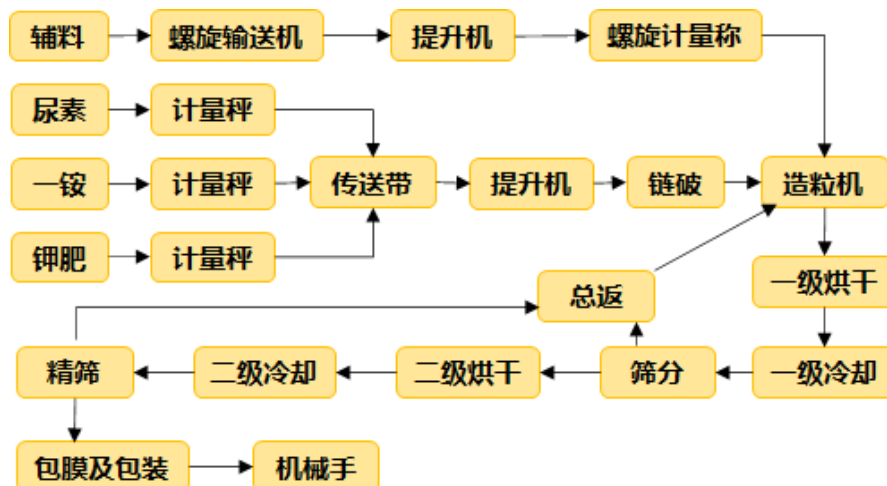 辅料
螺旋输送机
提升机
螺旋计量称
尿素
计量秤
一铵
计量秤
传送带
提升机
链破
造粒机
钾肥
计量秤
总返
一级烘干
精筛
二级冷却
二级烘干
筛分
一级冷却
包膜及包装
机械手